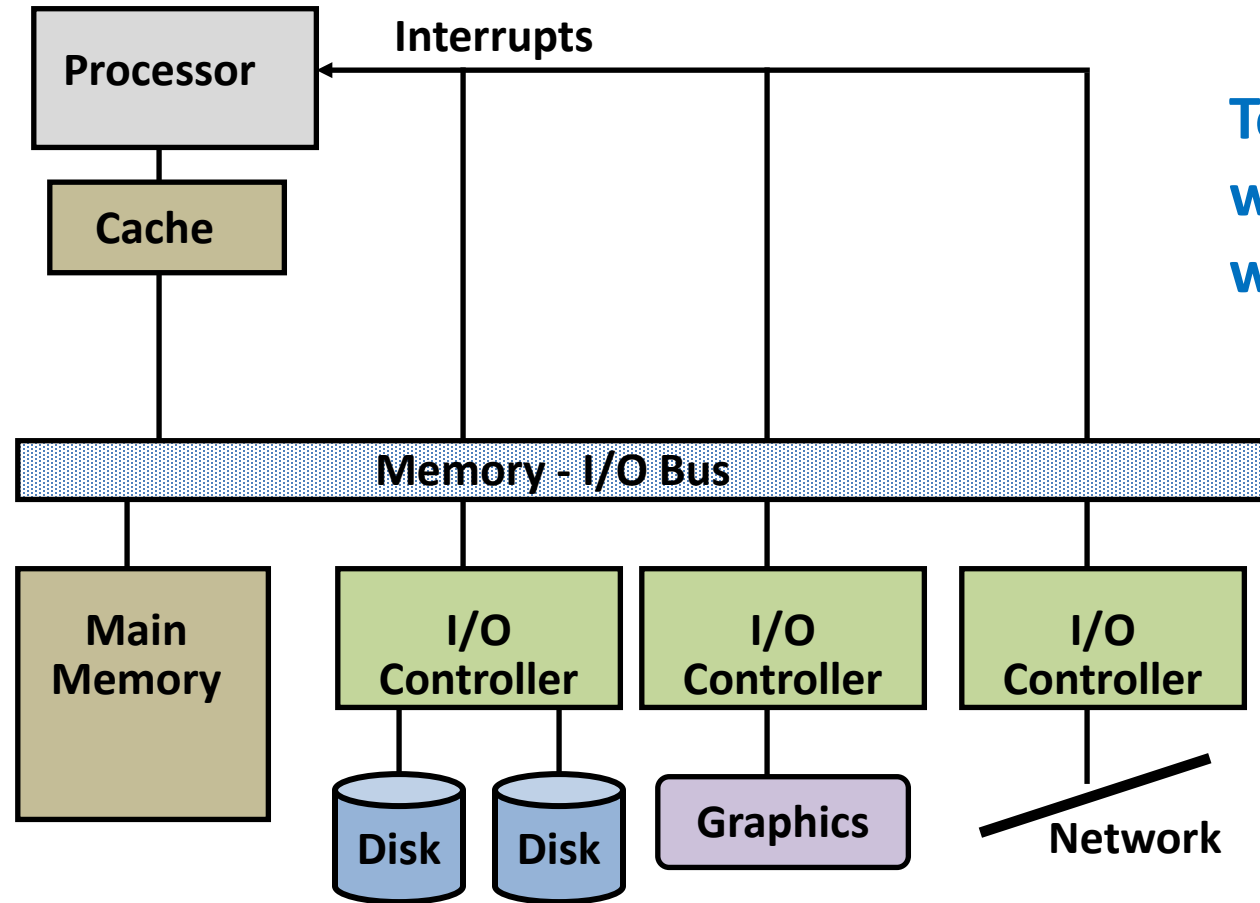 Interrupts
Processor
Cache
Memory - I/O Bus
Main
Memory
I/O
Controller
I/O
Controller
I/O
Controller
Disk
Disk
Graphics
Network